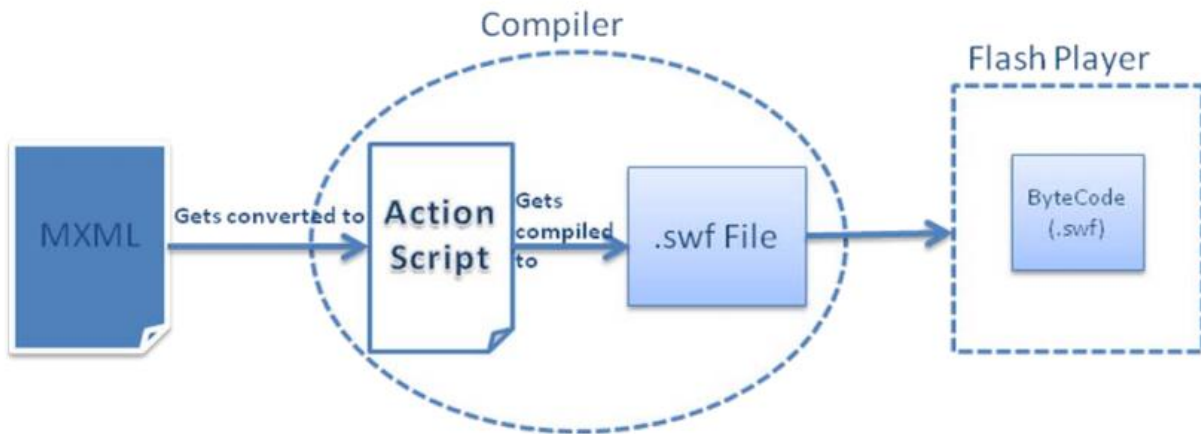 Compiler
Flash Player
MXML
Gets converted to
Action
Script
Gets
compiled
to
.swf File
ByteCode
(.swf)